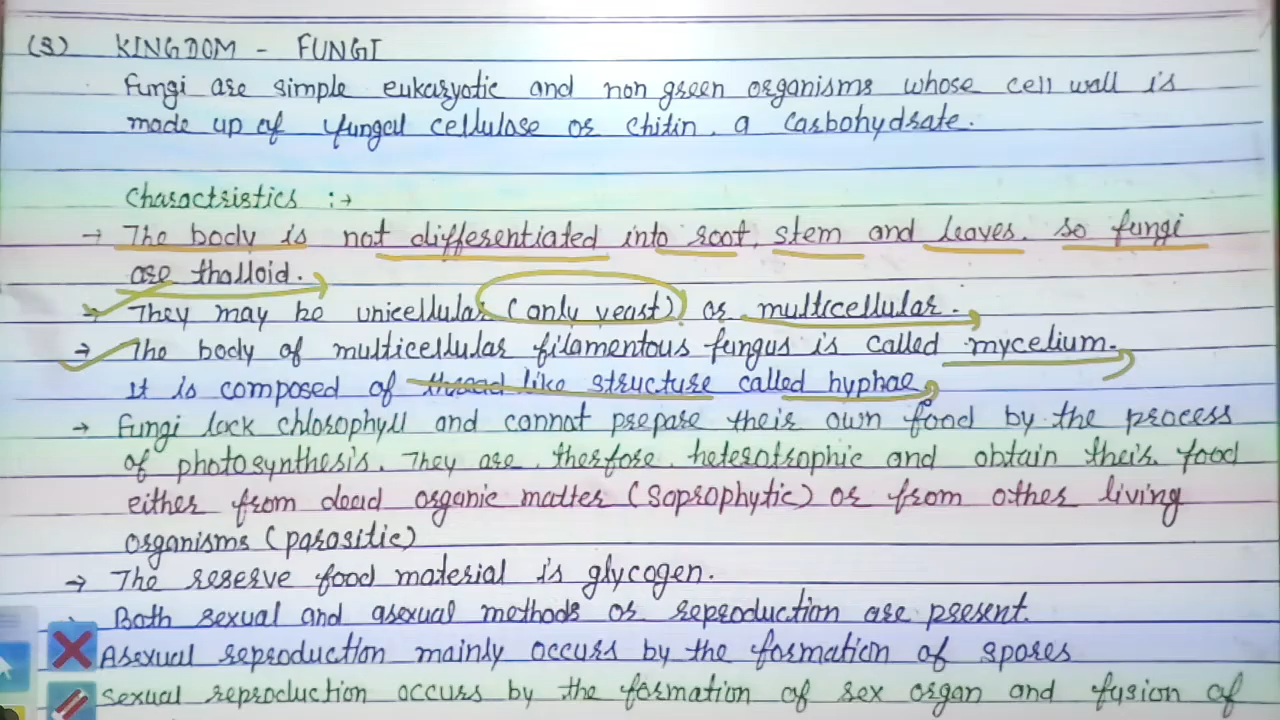 (3) KINGDOM - FUNGI
Fungi are simple eukaryotic and non green organisms whose cell wall is
made up of fungal cellulose or chitin, a carbohydrate.
Charactristics :→
→ The body is not differentiated into root, stem and leaves. so fungi
are thalloid.
→ They may be unicellular (only yeast) or multicellular.
→ The body of multicellular filamentous fungus is called mycelium.
It is composed of thread like structure called hyphae.
→ Fungi lack chlorophyll and cannot prepare their own food by the process
of photosynthesis. They are, therfore, heterotrophic and obtain their food
either from dead organic matter (saprophytic) or from other living
organisms (parasitic)
→ The reserve food material is glycogen.
Both sexual and asexual methods or reproduction are present.
Asexual reproduction mainly occurs by the formation of spores
Sexual reproduction occurs by the formation of sex organ and fusion of